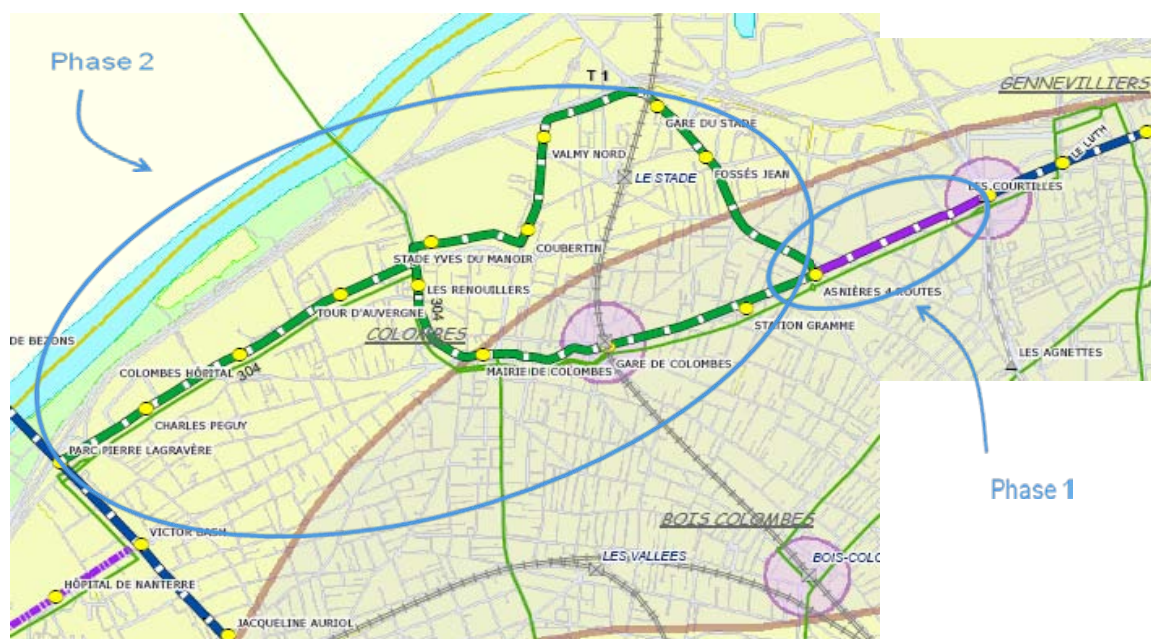 Phase 2
T 1
GENNEVILLIERS
GARE DU STADE
LE LUTH
VALMY NORD
FOSSÉS JEAN
LE STADE
LES COURTILLES
COUBERTIN
STADE YVES DU MANOIR
LES RENOUILLERS
ASNIÈRES 4 ROUTES
304
TOUR D'AUVERGNE
STATION GRAMME
COLOMBES
DE BEZONS
LES AGNETTES
GARE DE COLOMBES
MAIRIE DE COLOMBES
COLOMBES HÔPITAL
304
CHARLES PEGUY
PARC PIERRE LAGRAVÈRE
Phase 1
BOIS COLOMBES
VICTOR BASH
LES VALLEES
BOIS-COLO
HÔPITAL DE NANTERRE
JACQUELINE AURIOL